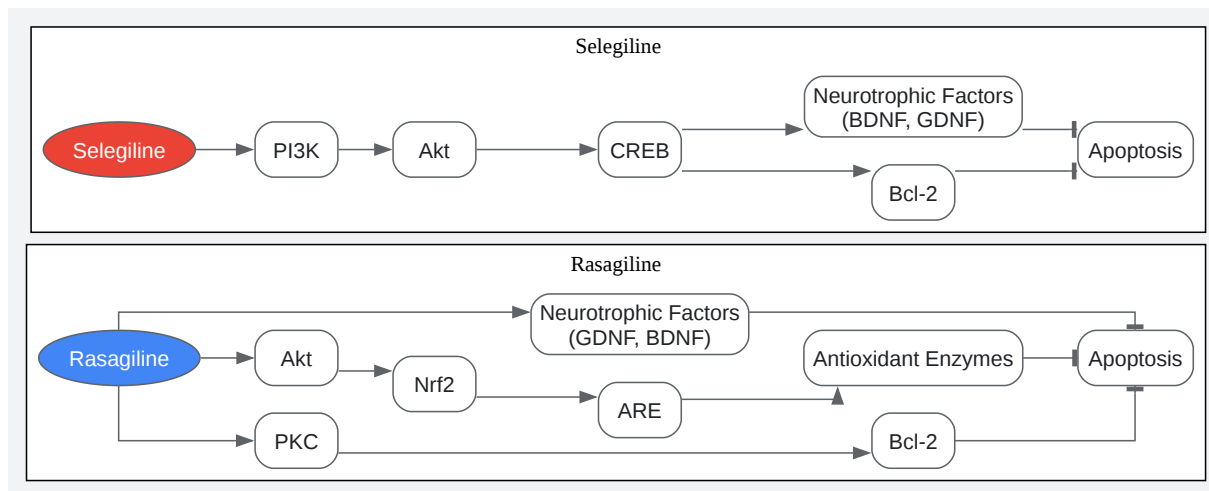 Selegiline
Neurotrophic Factors
(BDNF, GDNF)
Selegiline
PI3K
Akt
CREB
Apoptosis
Bcl-2
Rasagiline
Neurotrophic Factors
(GDNF, BDNF)
Rasagiline
Akt
Antioxidant Enzymes
Apoptosis
Nrf2
ARE
PKC
Bcl-2